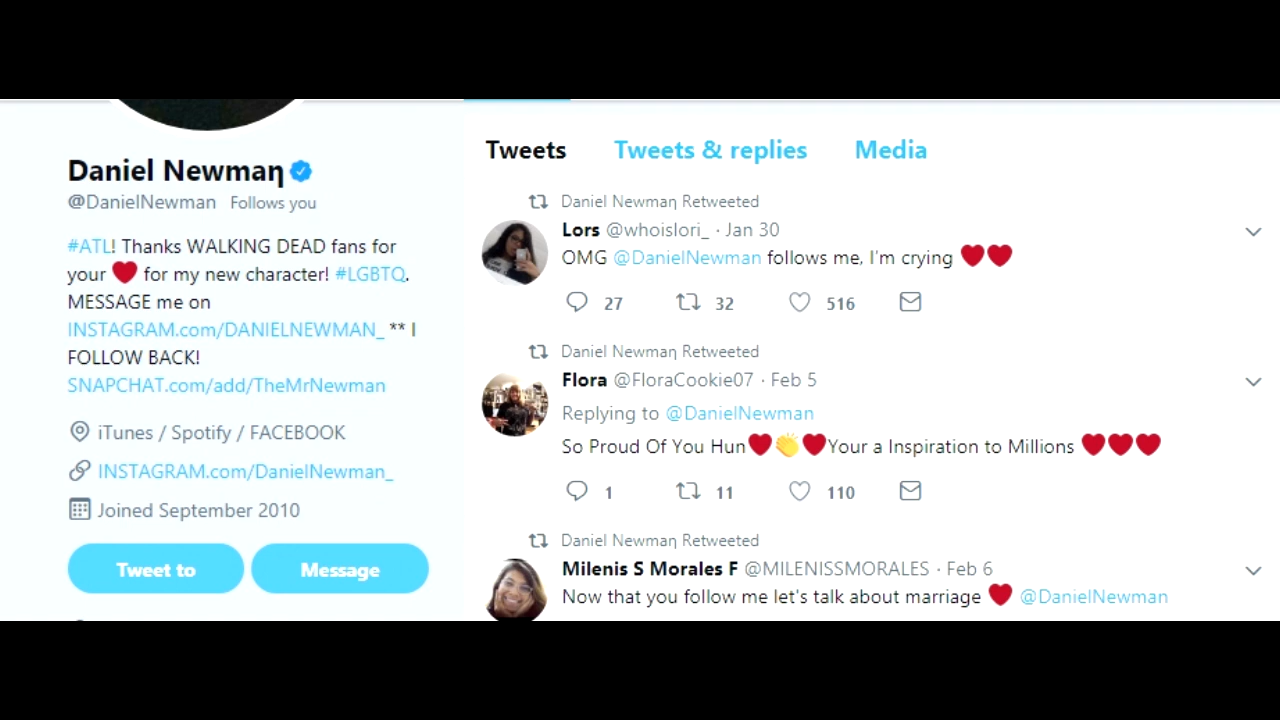 Daniel Newmaη
@DanielNewman Follows you
#ATL! Thanks WALKING DEAD fans for
your ❤ for my new character! #LGBTQ.
MESSAGE me on
INSTAGRAM.com/DANIELNEWMAN_ ** I
FOLLOW BACK!
SNAPCHAT.com/add/TheMrNewman
iTunes / Spotify / FACEBOOK
INSTAGRAM.com/DanielNewman_
Joined September 2010
Tweet to Message
Tweets Tweets & replies Media
Daniel Newmaη Retweeted
Lors @whoislori_ · Jan 30
OMG @DanielNewman follows me, I'm crying ❤❤
27 32 516
Daniel Newmaη Retweeted
Flora @FloraCookie07 · Feb 5
Replying to @DanielNewman
So Proud Of You Hun❤👏❤Your a Inspiration to Millions ❤❤❤
1 11 110
Daniel Newmaη Retweeted
Milenis S Morales F @MILENISSMORALES · Feb 6
Now that you follow me let's talk about marriage ❤ @DanielNewman